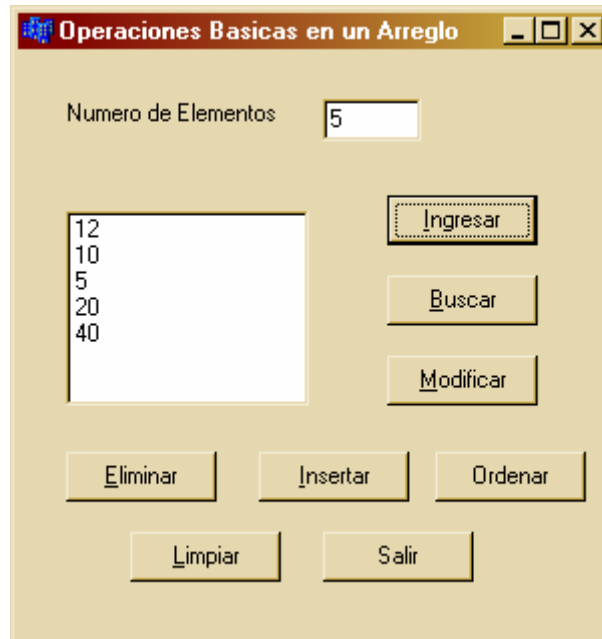 Operaciones Basicas en un Arreglo
Numero de Elementos 5
12
10
5
20
40
Ingresar
Buscar
Modificar
Eliminar Insertar Ordenar
Limpiar Salir